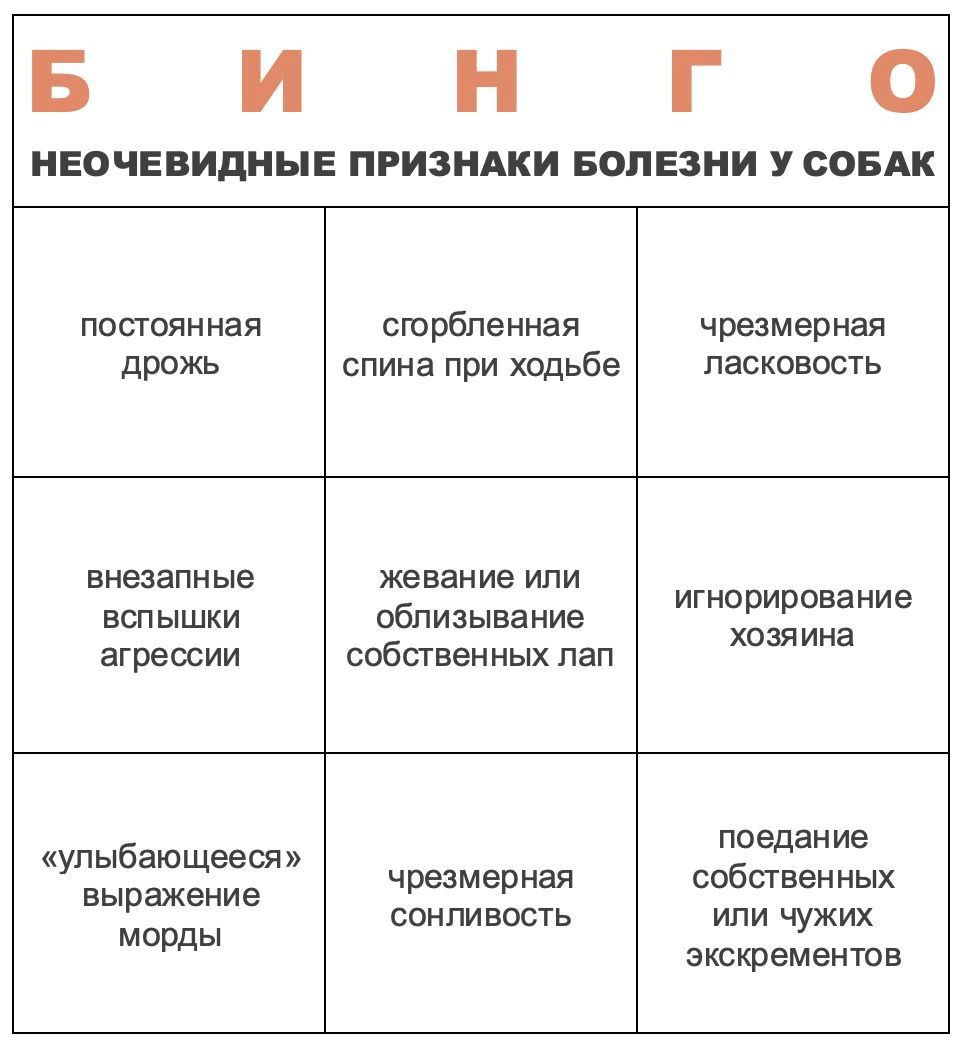 БИНГО
НЕОЧЕВИДНЫЕ ПРИЗНАКИ БОЛЕЗНИ У СОБАК
постоянная
дрожь
сгорбленная
спина при ходьбе
чрезмерная
ласковость
внезапные
вспышки
агрессии
жевание или
облизывание
собственных лап
игнорирование
хозяина
«улыбающееся»
выражение
морды
чрезмерная
сонливость
поедание
собственных
или чужих
экскрементов